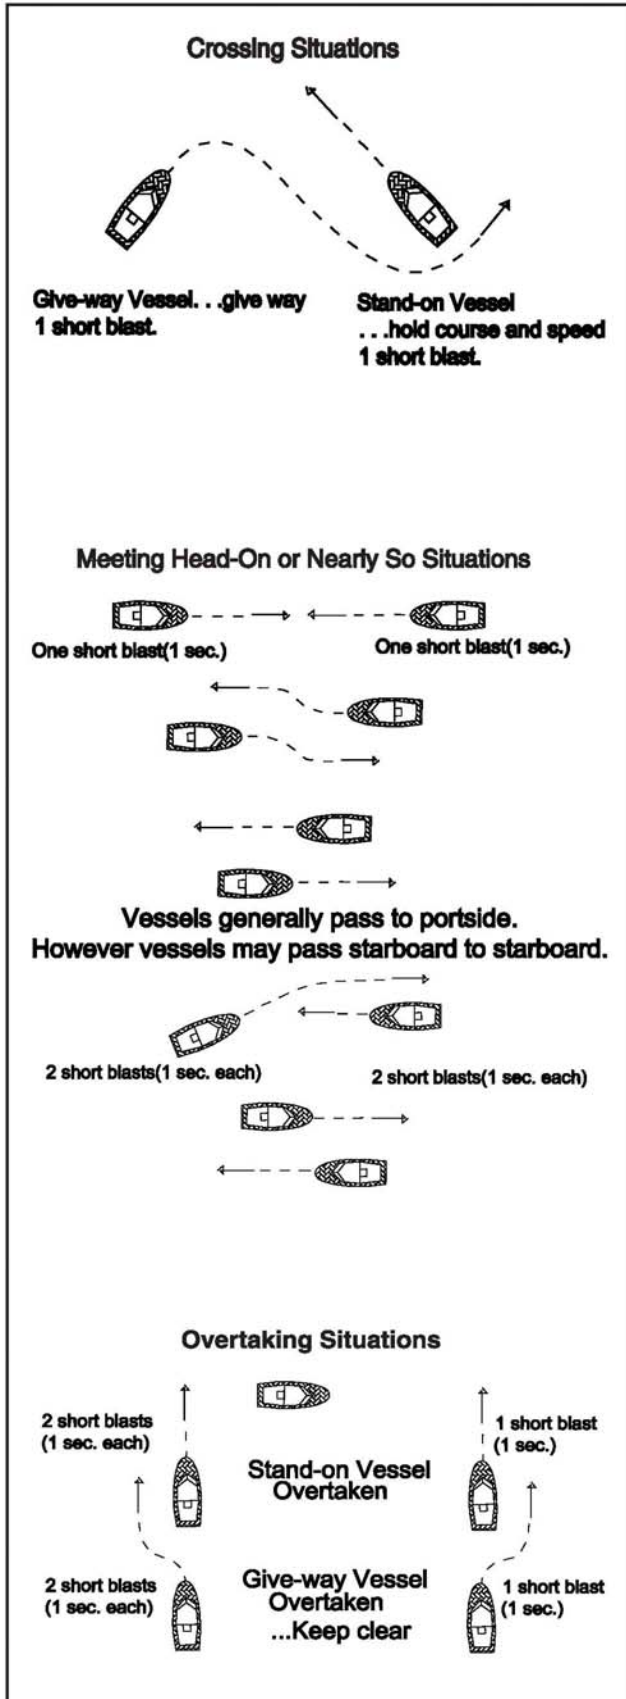 Crossing Situations
Give-way Vessel. . .give way
1 short blast.
Stand-on Vessel
. . .hold course and speed
1 short blast.
Meeting Head-On or Nearly So Situations
One short blast(1 sec.)
One short blast(1 sec.)
Vessels generally pass to portside.
However vessels may pass starboard to starboard.
2 short blasts(1 sec. each)
2 short blasts(1 sec. each)
Overtaking Situations
2 short blasts
(1 sec. each)
1 short blast
(1 sec.)
Stand-on Vessel
Overtaken
2 short blasts
(1 sec. each)
Give-way Vessel
Overtaken
...Keep clear
1 short blast
(1 sec.)